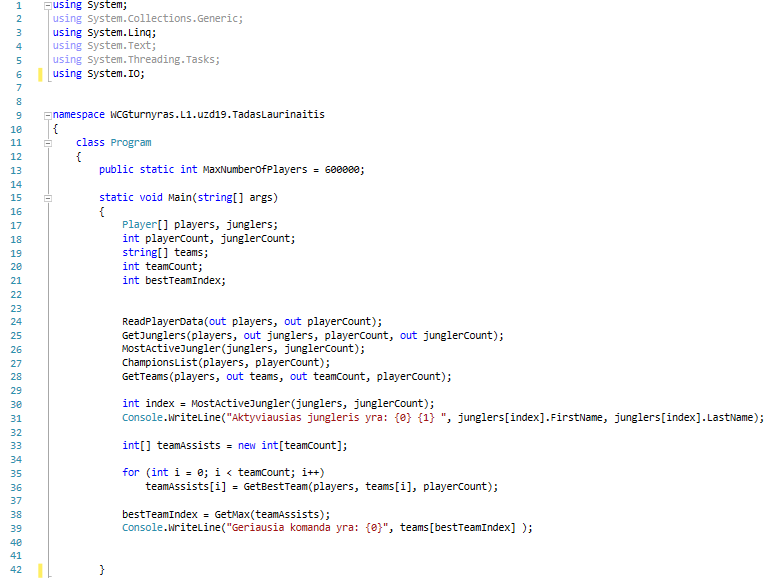 1 using System;
2 using System.Collections.Generic;
3 using System.Linq;
4 using System.Text;
5 using System.Threading.Tasks;
6 using System.IO;
7
8
9 namespace WCGturnyras.L1.uzd19.TadasLaurinaitis
10 {
11 class Program
12 {
13 public static int MaxNumberOfPlayers = 600000;
14
15 static void Main(string[] args)
16 {
17 Player[] players, junglers;
18 int playerCount, junglerCount;
19 string[] teams;
20 int teamCount;
21 int bestTeamIndex;
22
23
24 ReadPlayerData(out players, out playerCount);
25 GetJunglers(players, out junglers, playerCount, out junglerCount);
26 MostActiveJungler(junglers, junglerCount);
27 ChampionsList(players, playerCount);
28 GetTeams(players, out teams, out teamCount, playerCount);
29
30 int index = MostActiveJungler(junglers, junglerCount);
31 Console.WriteLine("Aktyviausias jungleris yra: {0} {1} ", junglers[index].FirstName, junglers[index].LastName);
32
33 int[] teamAssists = new int[teamCount];
34
35 for (int i = 0; i < teamCount; i++)
36 teamAssists[i] = GetBestTeam(players, teams[i], playerCount);
37
38 bestTeamIndex = GetMax(teamAssists);
39 Console.WriteLine("Geriausia komanda yra: {0}", teams[bestTeamIndex] );
40
41
42 }